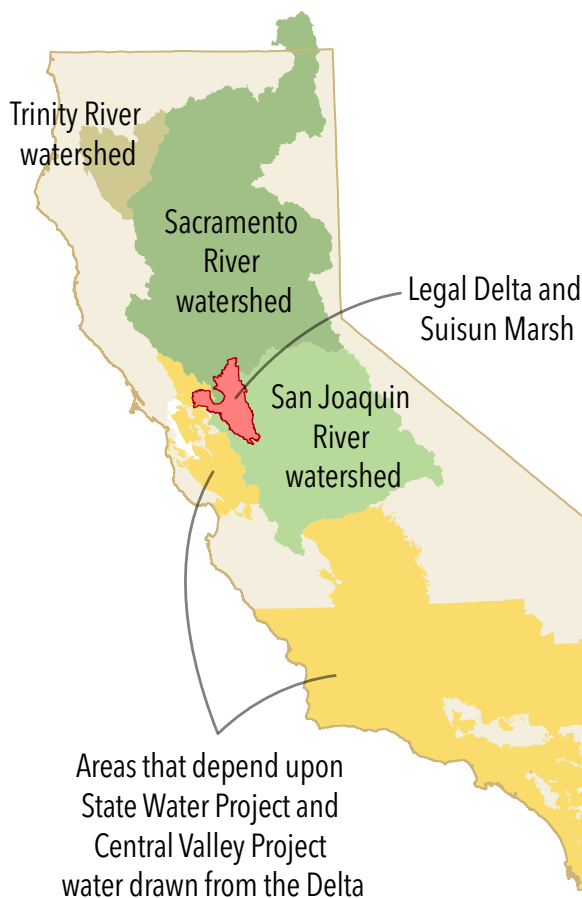 Trinity River
watershed
Sacramento
River
watershed
Legal Delta and
Suisun Marsh
San Joaquin
River
watershed
Areas that depend upon
State Water Project and
Central Valley Project
water drawn from the Delta